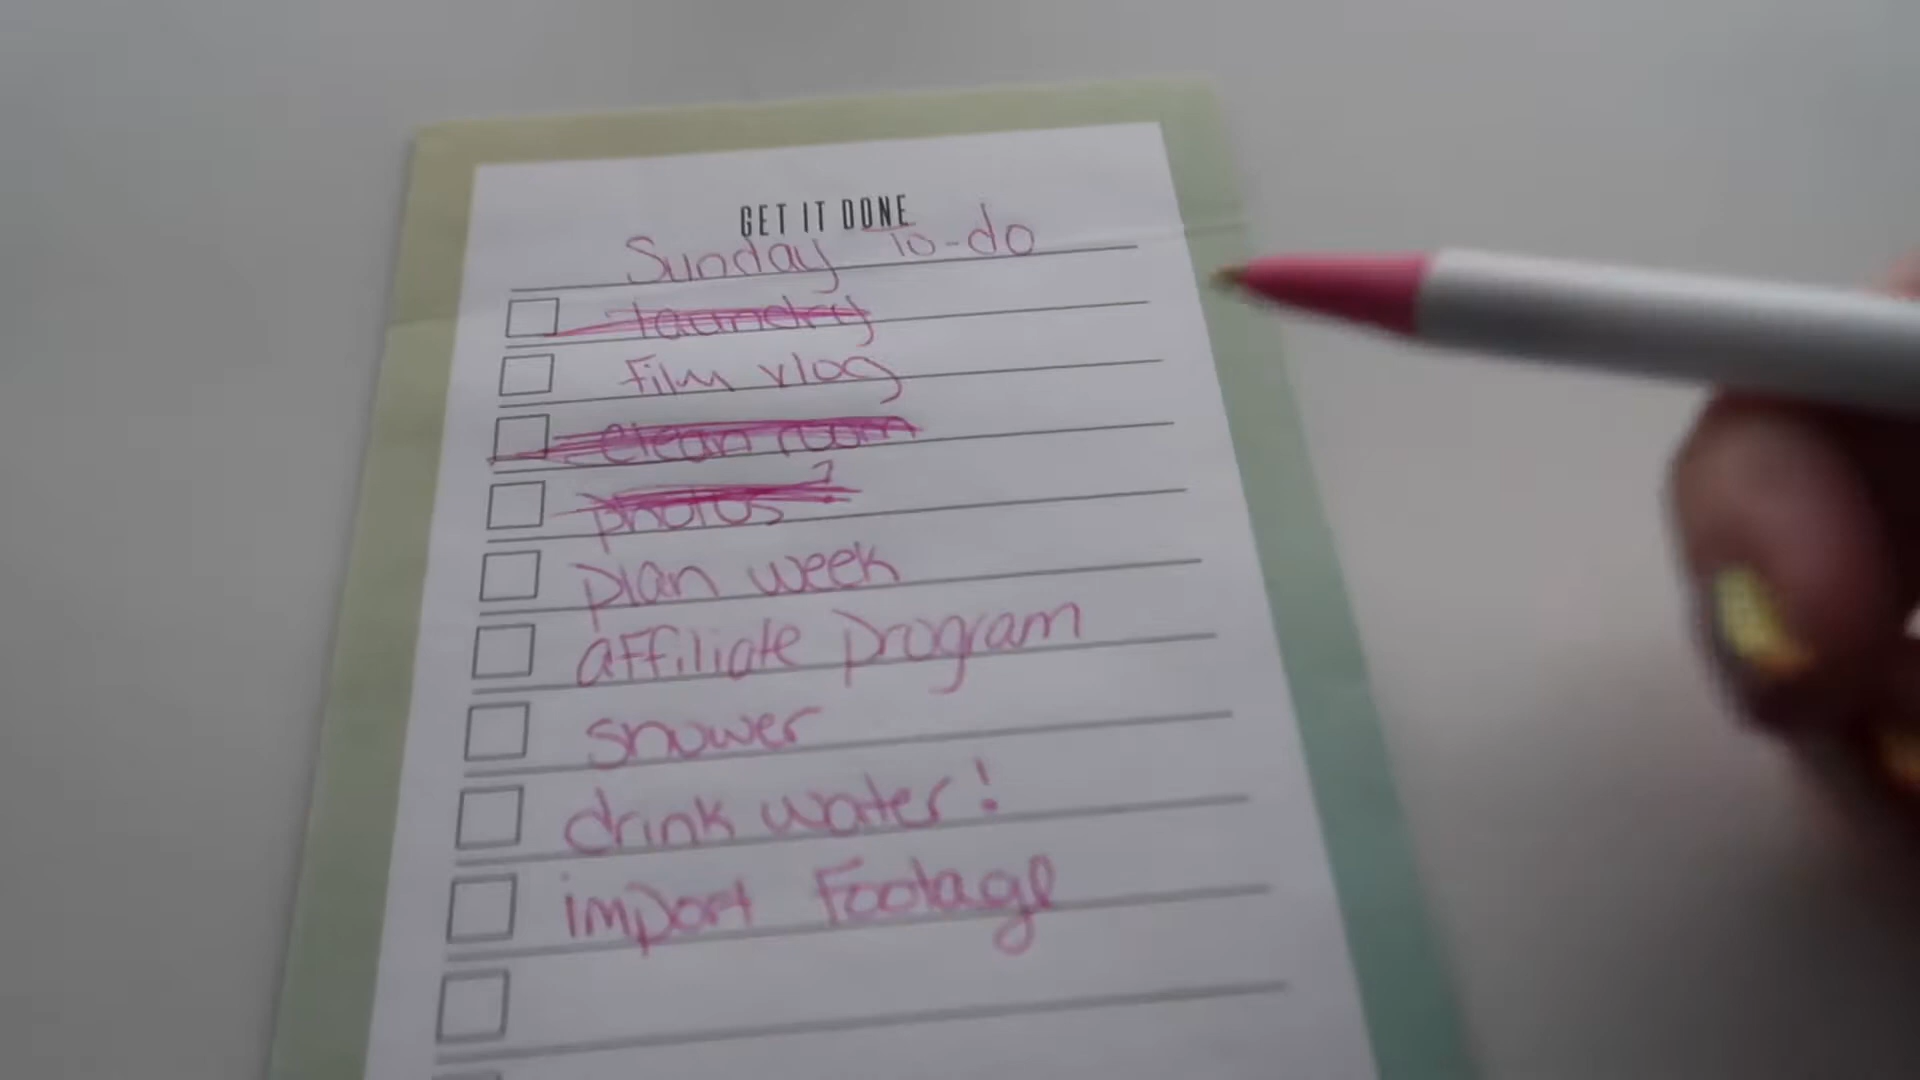 GET IT DONE
Sunday To-do
laundry
film vlog
clean room
photos?
plan week
affiliate program
shower
drink water!
import Footage